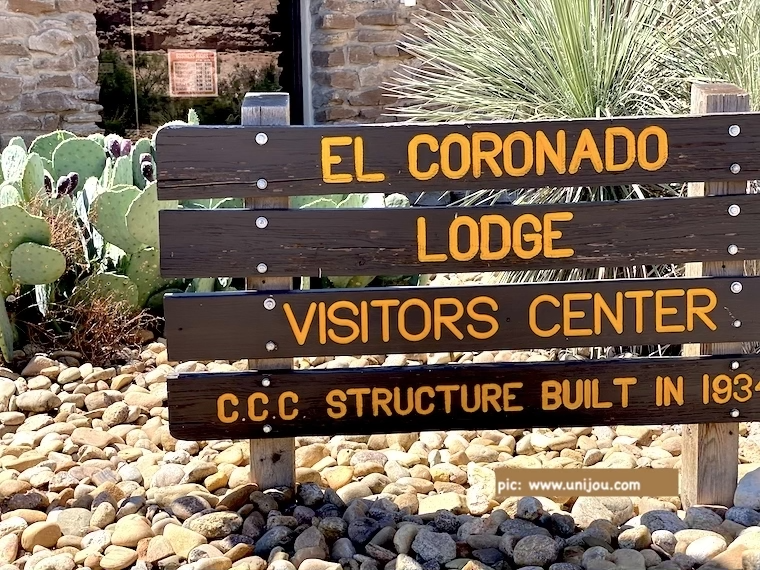 EL CORONADO
LODGE
VISITORS CENTER
C.C.C STRUCTURE BUILT IN 1934
pic: www.unijou.com